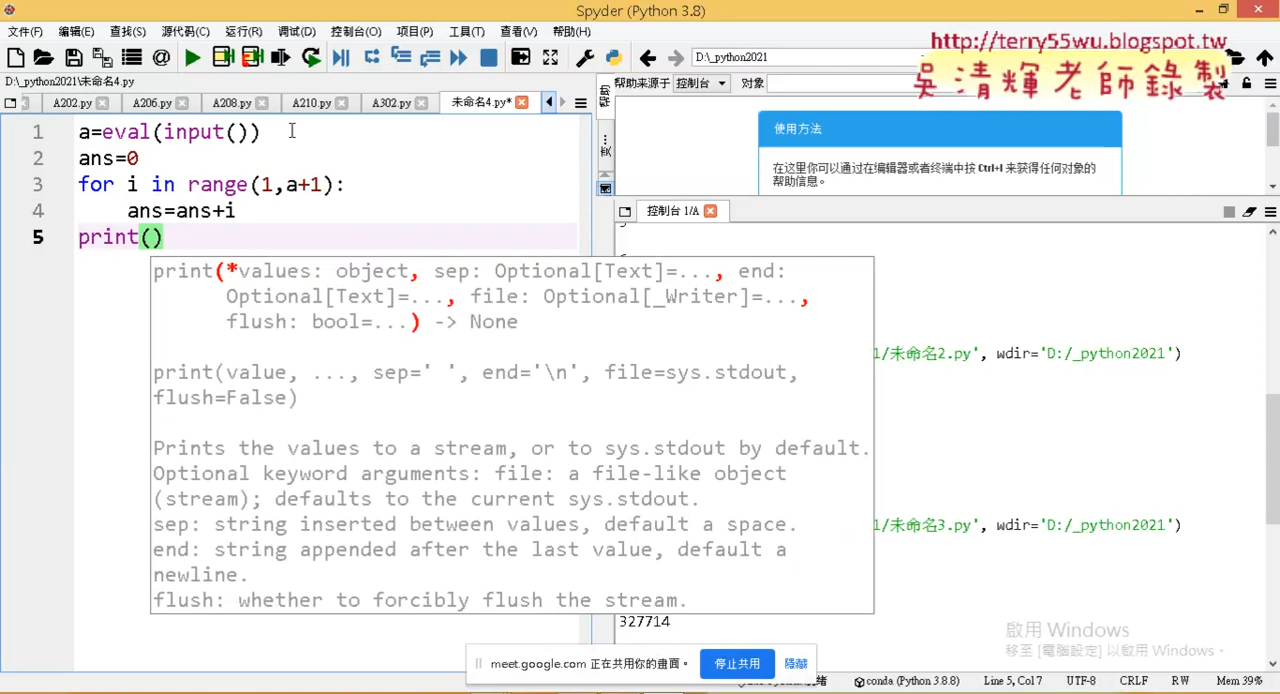 Spyder (Python 3.8)
文件(F) 编辑(E) 查找(S) 源代码(C) 运行(R) 调试(D) 控制台(O) 项目(P) 工具(T) 查看(V) 帮助(H)
D:\_python2021
http://terry55wu.blogspot.tw
吳清輝老師錄製
D:\_python2021\未命名4.py
A202.py A206.py A208.py A210.py A302.py 未命名4.py*
帮助来源于 控制台 对象
使用方法
在这里你可以通过在编辑器或者终端中按 Ctrl+I 来获得任何对象的
帮助信息。
控制台 1/A
1 a=eval(input())
2 ans=0
3 for i in range(1,a+1):
4 ans=ans+i
5 print()
print(*values: object, sep: Optional[Text]=..., end:
Optional[Text]=..., file: Optional[_Writer]=...,
flush: bool=...) -> None
print(value, ..., sep=' ', end='\n', file=sys.stdout,
flush=False)
Prints the values to a stream, or to sys.stdout by default.
Optional keyword arguments: file: a file-like object
(stream); defaults to the current sys.stdout.
sep: string inserted between values, default a space.
end: string appended after the last value, default a
newline.
flush: whether to forcibly flush the stream.
1/未命名2.py', wdir='D:/_python2021')
1/未命名3.py', wdir='D:/_python2021')
327714
啟用 Windows
移至 [電腦設定] 以啟用 Windows。
meet.google.com 正在共用你的畫面。 停止共用 隱藏
conda (Python 3.8.8) Line 5, Col 7 UTF-8 CRLF RW Mem 39%